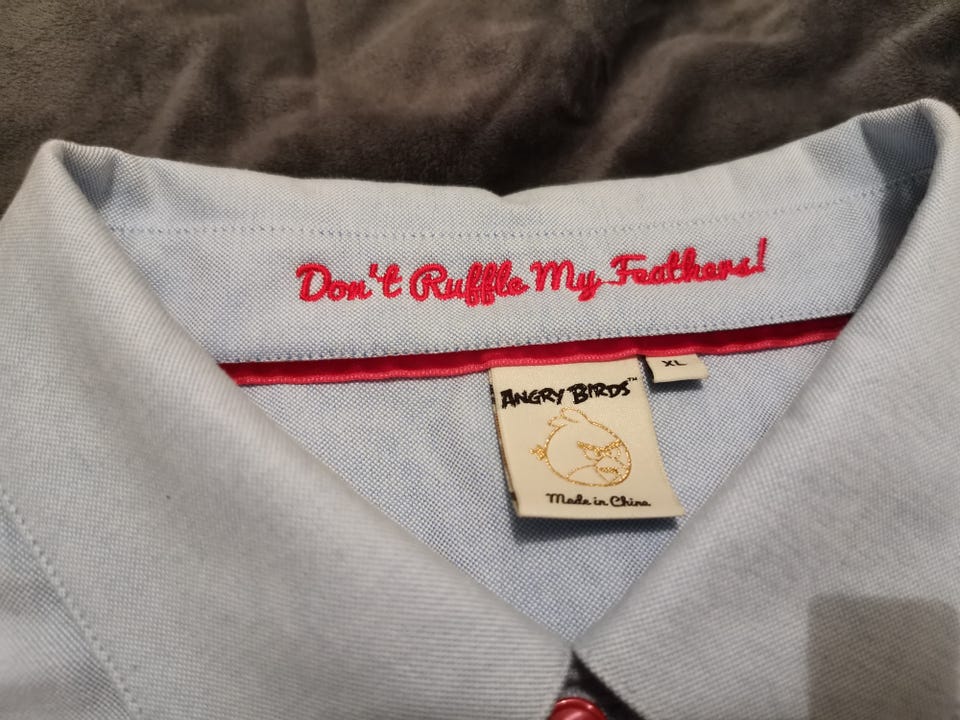 Don't Ruffle My Feathers!
XL
ANGRY BIRDS™
Made in China